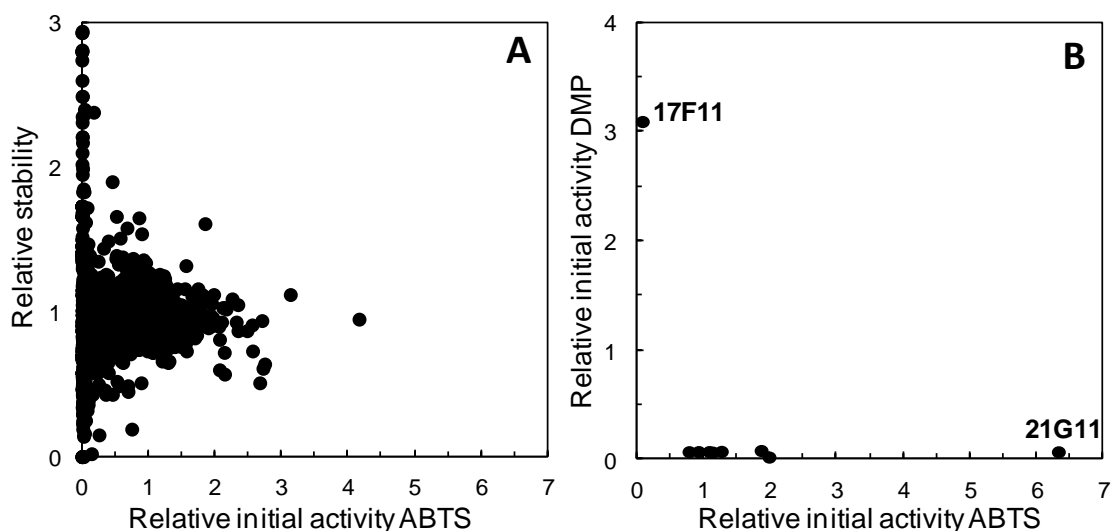 A
Relative stability
3
2
1
0
0 1 2 3 4 5 6 7
Relative initial activity ABTS
B
Relative initial activity DMP
4
3
2
1
0
17F11
21G11
0 1 2 3 4 5 6 7
Relative initial activity ABTS